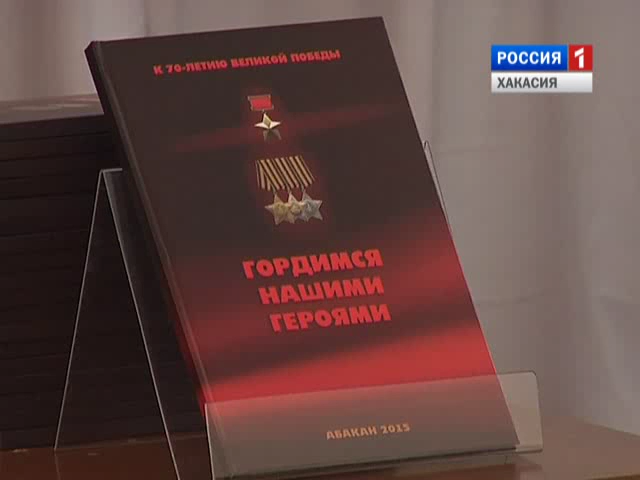 К 70-ЛЕТИЮ ВЕЛИКОЙ ПОБЕДЫ
РОССИЯ 1
ХАКАСИЯ
ГОРДИМСЯ
НАШИМИ
ГЕРОЯМИ
АБАКАН 2015